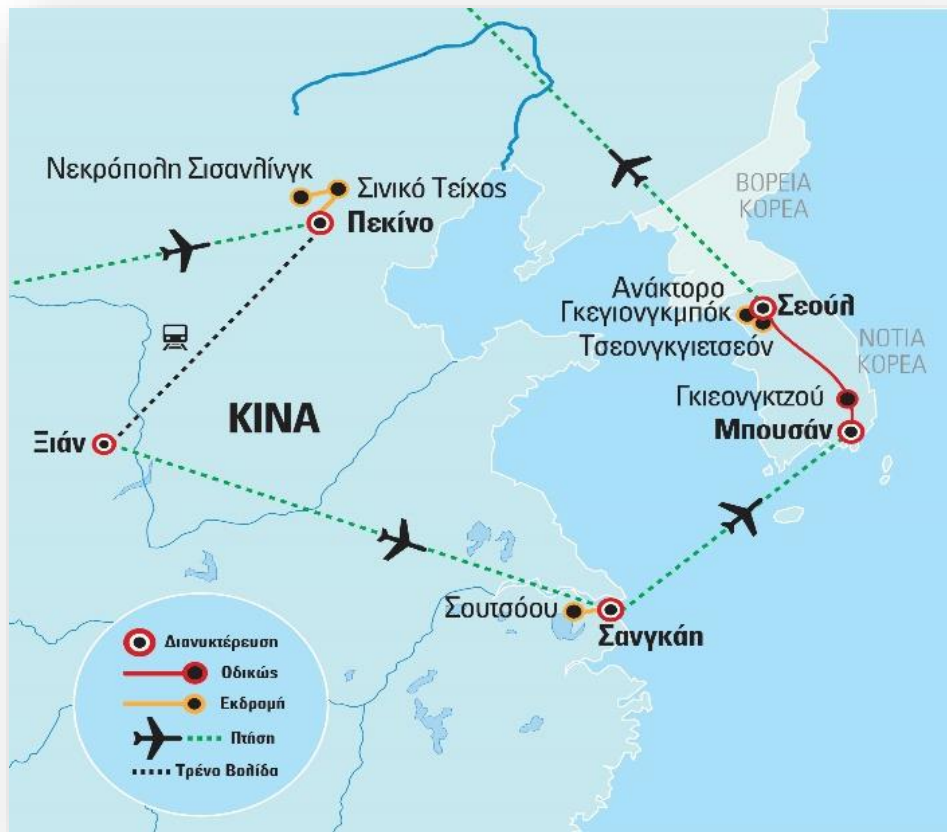 Νεκρόπολη Σισανλίνγκ
Σινικό Τείχος
Πεκίνο
ΒΟΡΕΙΑ
ΚΟΡΕΑ
Ανάκτορο
Γκεγιονγκμπόκ
Σεούλ
Τσεονγκγιετσεόν
ΝΟΤΙΑ
ΚΟΡΕΑ
Γκιεονγκτζού
Μπουσάν
ΚΙΝΑ
Ξιάν
Σουτσόου
Σανγκάη
Διανυκτέρευση
Οδικώς
Εκδρομή
Πτήση
Τρένο Βολίδα